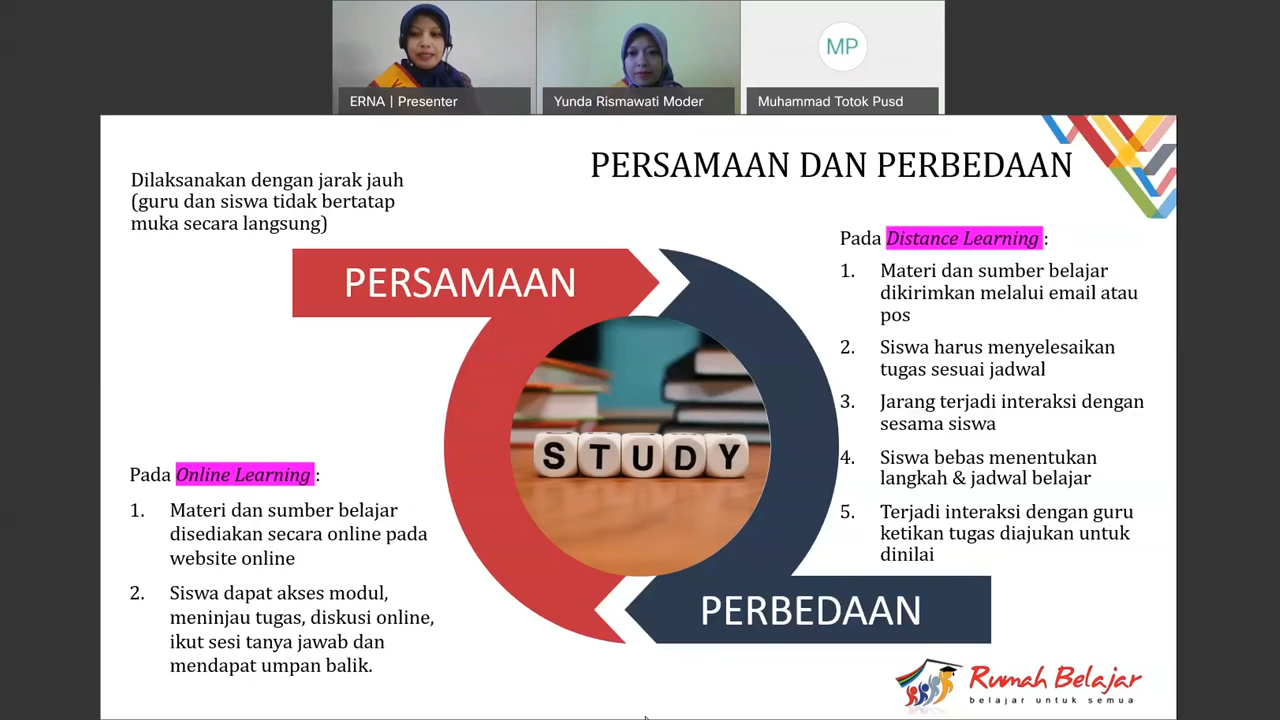 ERNA | Presenter
Yunda Rismawati Moder
MP
Muhammad Totok Pusd
PERSAMAAN DAN PERBEDAAN
Dilaksanakan dengan jarak jauh
(guru dan siswa tidak bertatap
muka secara langsung)
PERSAMAAN
Pada Distance Learning :
1. Materi dan sumber belajar
dikirimkan melalui email atau
pos
2. Siswa harus menyelesaikan
tugas sesuai jadwal
3. Jarang terjadi interaksi dengan
sesama siswa
4. Siswa bebas menentukan
langkah & jadwal belajar
5. Terjadi interaksi dengan guru
ketikan tugas diajukan untuk
dinilai
STUDY
Pada Online Learning :
1. Materi dan sumber belajar
disediakan secara online pada
website online
2. Siswa dapat akses modul,
meninjau tugas, diskusi online,
ikut sesi tanya jawab dan
mendapat umpan balik.
PERBEDAAN
Rumah Belajar
belajar untuk semua